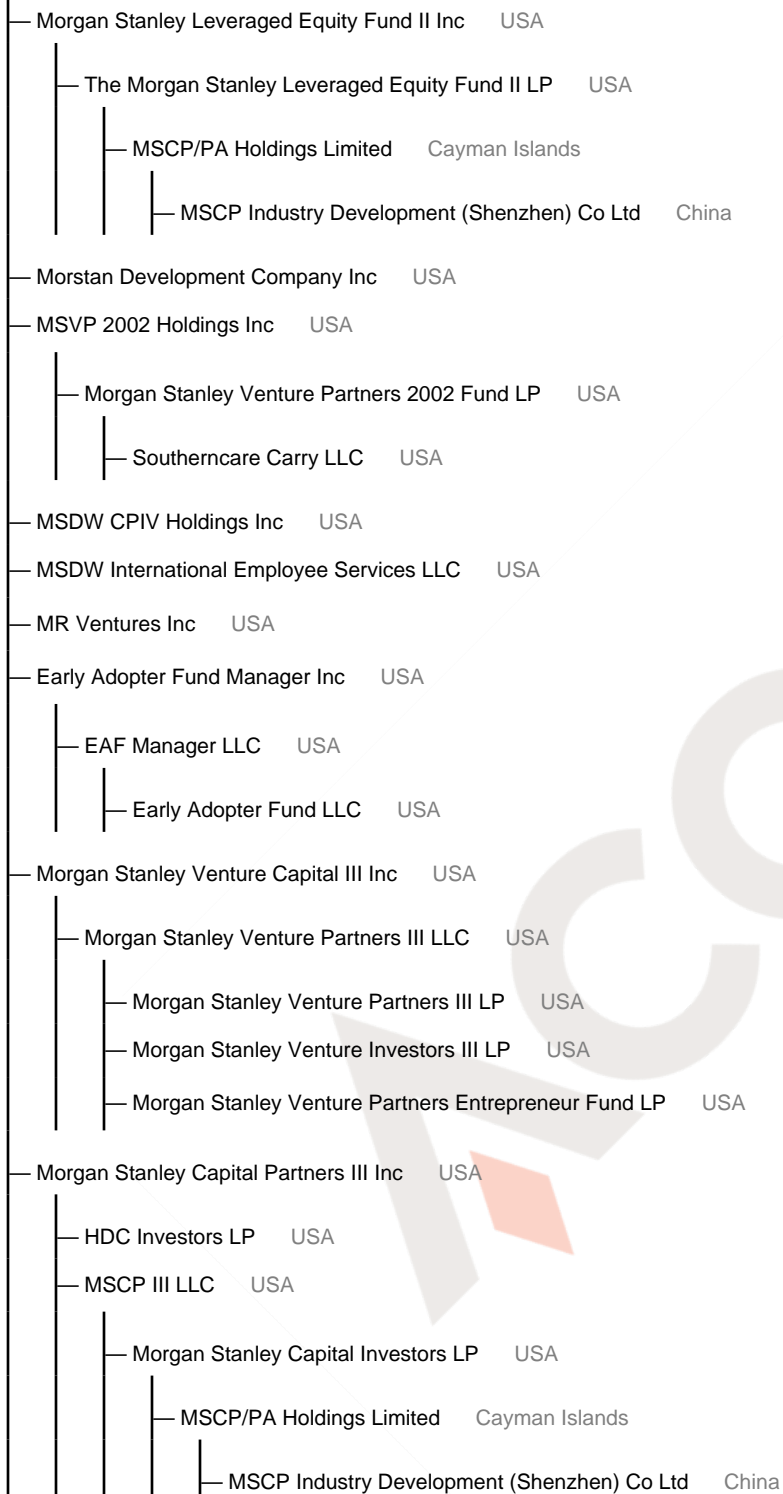 Morgan Stanley Leveraged Equity Fund II Inc USA
The Morgan Stanley Leveraged Equity Fund II LP USA
MSCP/PA Holdings Limited Cayman Islands
MSCP Industry Development (Shenzhen) Co Ltd China
Morstan Development Company Inc USA
MSVP 2002 Holdings Inc USA
Morgan Stanley Venture Partners 2002 Fund LP USA
Southerncare Carry LLC USA
MSDW CPIV Holdings Inc USA
MSDW International Employee Services LLC USA
MR Ventures Inc USA
Early Adopter Fund Manager Inc USA
EAF Manager LLC USA
Early Adopter Fund LLC USA
Morgan Stanley Venture Capital III Inc USA
Morgan Stanley Venture Partners III LLC USA
Morgan Stanley Venture Partners III LP USA
Morgan Stanley Venture Investors III LP USA
Morgan Stanley Venture Partners Entrepreneur Fund LP USA
Morgan Stanley Capital Partners III Inc USA
HDC Investors LP USA
MSCP III LLC USA
Morgan Stanley Capital Investors LP USA
MSCP/PA Holdings Limited Cayman Islands
MSCP Industry Development (Shenzhen) Co Ltd China